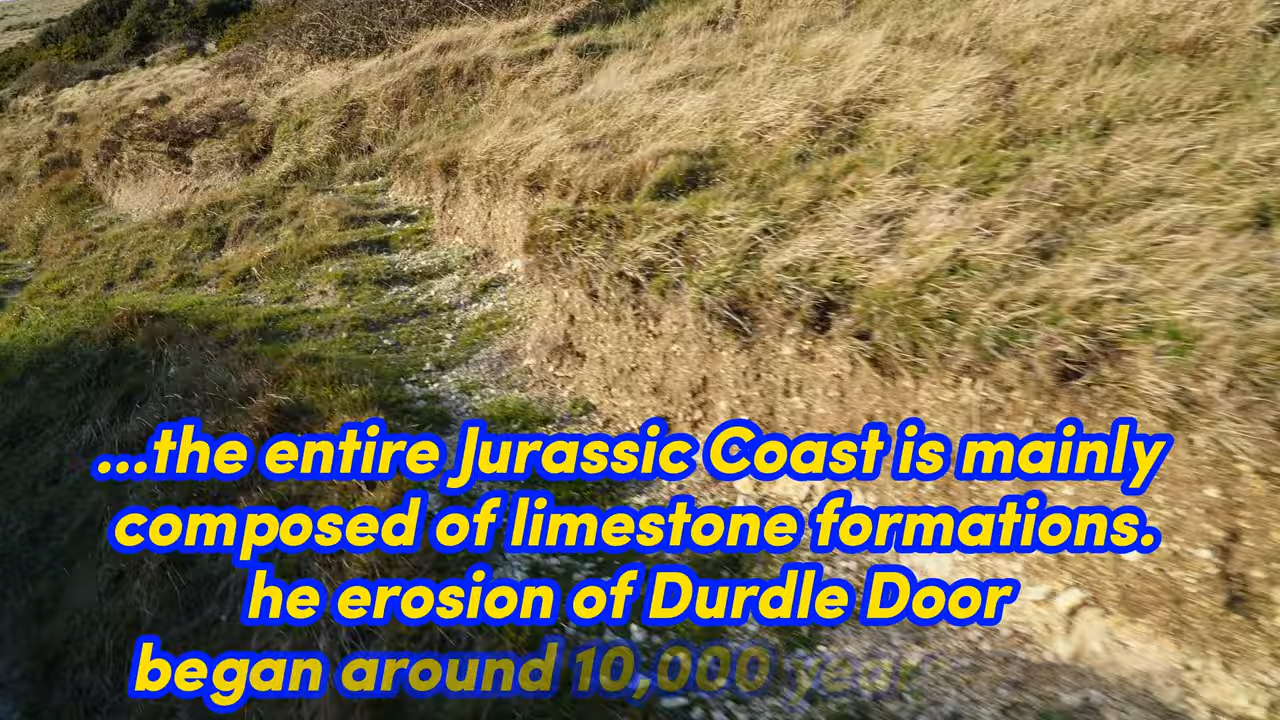 ...the entire Jurassic Coast is mainly
composed of limestone formations.
he erosion of Durdle Door
began around 10,000 year